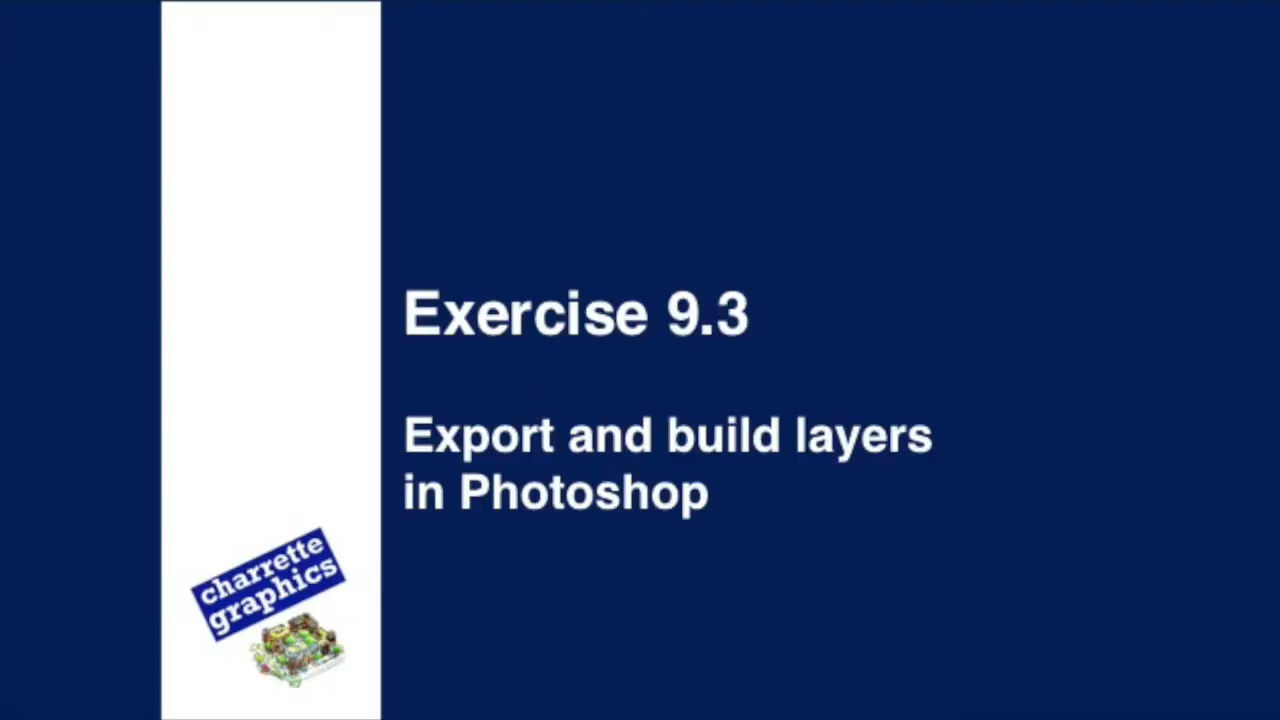 Exercise 9.3
Export and build layers
in Photoshop
charrette
graphics